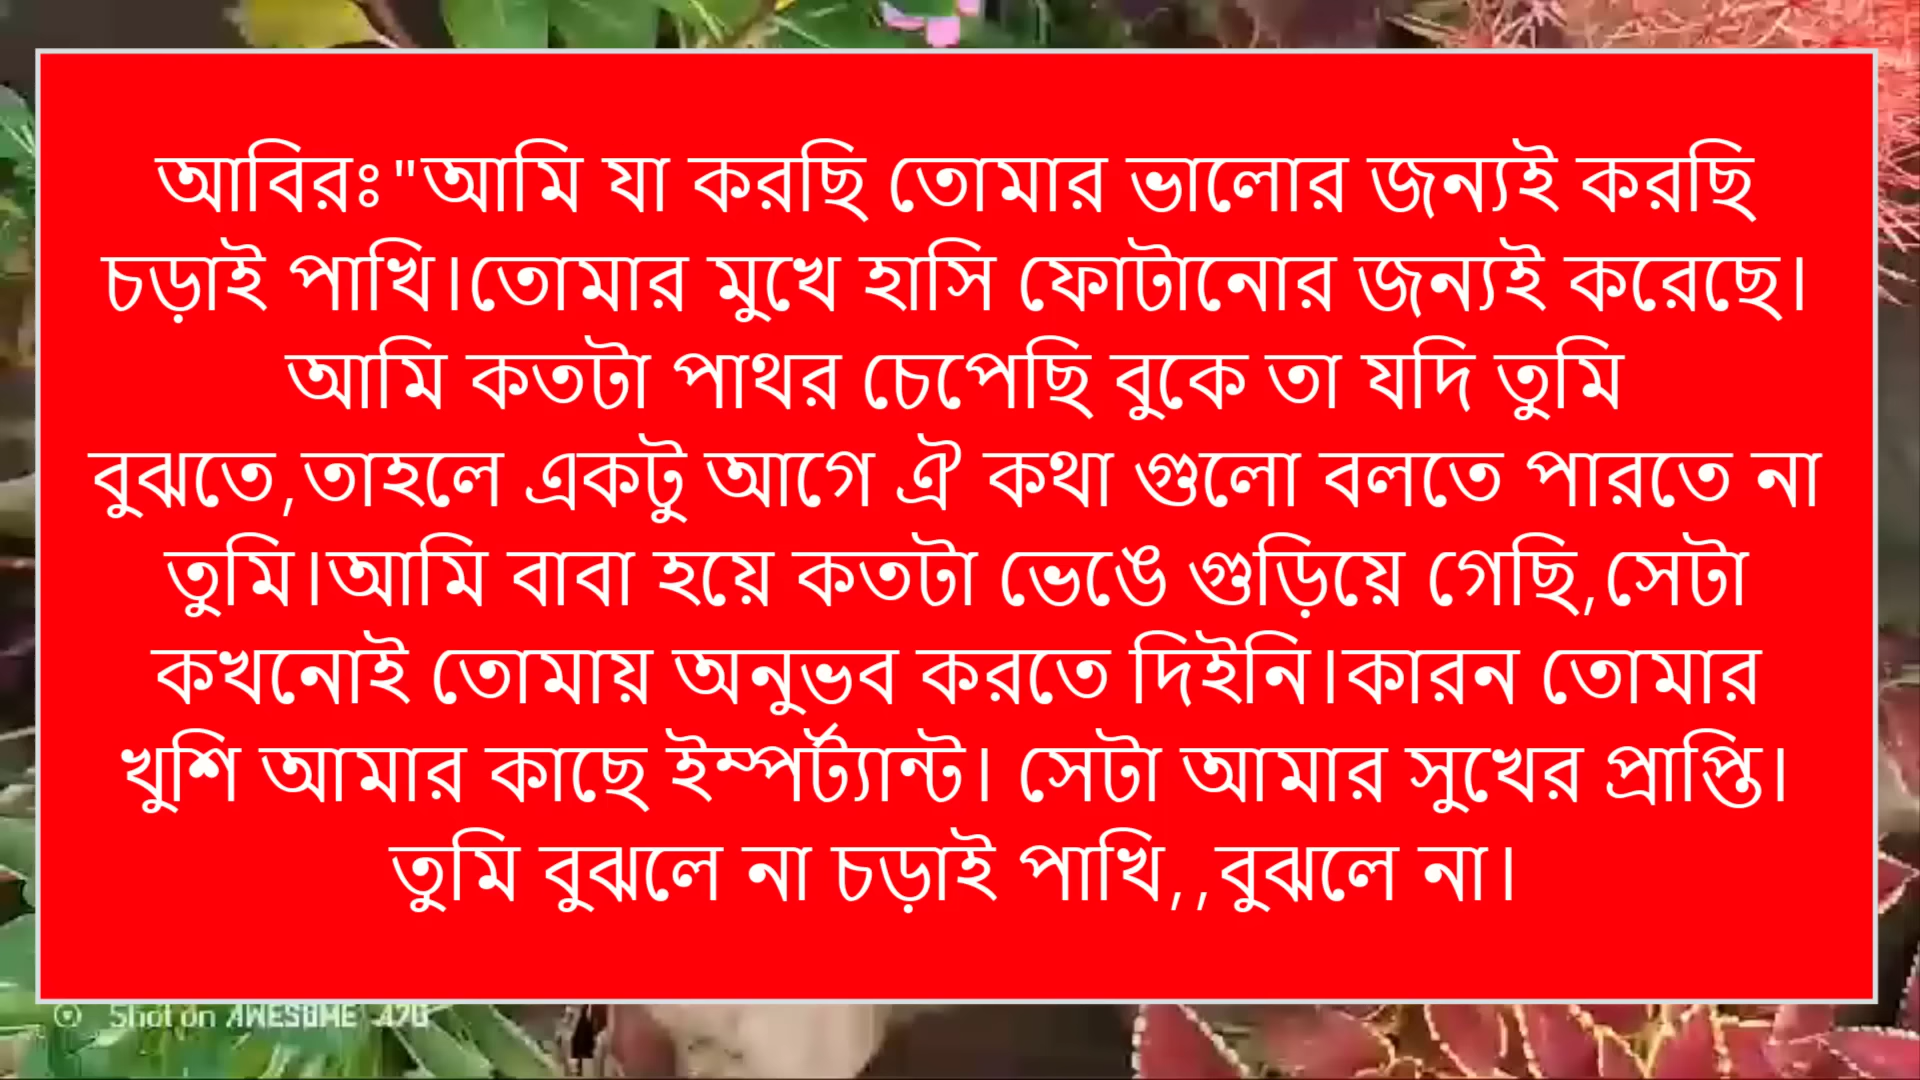 আবিরঃ"আমি যা করছি তোমার ভালোর জন্যই করছি
চড়াই পাখি।তোমার মুখে হাসি ফোটানোর জন্যই করেছে।
আমি কতটা পাথর চেপেছি বুকে তা যদি তুমি
বুঝতে,তাহলে একটু আগে ঐ কথা গুলো বলতে পারতে না
তুমি।আমি বাবা হয়ে কতটা ভেঙে গুড়িয়ে গেছি,সেটা
কখনোই তোমায় অনুভব করতে দিইনি।কারন তোমার
খুশি আমার কাছে ইম্পর্ট্যান্ট। সেটা আমার সুখের প্রাপ্তি।
তুমি বুঝলে না চড়াই পাখি,,বুঝলে না।
Shot on AWESOME A70